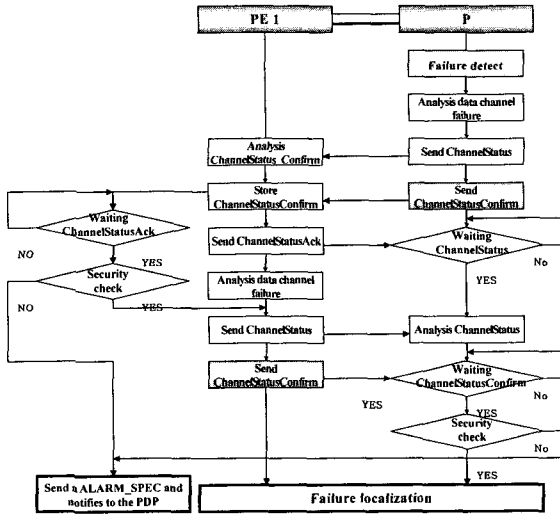 PE 1
P
Failure detect
Analysis data channel
failure
Analysis
ChannelStatus Confirm
Send ChannelStatus
Store
ChannelStatusConfirm
Send
ChannelStatusConfirm
Waiting
ChannelStatusAck
Send ChannelStatusAck
Waiting
ChannelStatus
NO
YES
No
Security
check
Analysis data channel
failure
YES
NO
YES
Send ChannelStatus
Analysis ChannelStatus
Send
ChannelStatusConfirm
Waiting
ChannelStatusConfirm
YES
YES
No
Security
check
No
YES
Send a ALARM_SPEC and
notifies to the PDP
Failure localization